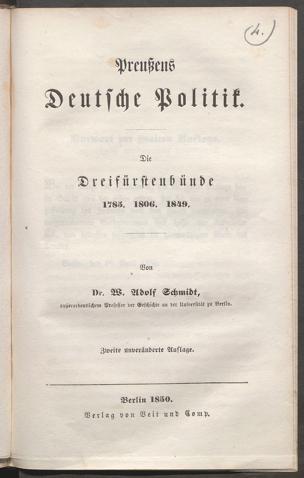 (4.)
Preußens
Deutsche Politik.
Die
Dreifürstenbünde
1785. 1806. 1849.
Von
Dr. W. Adolf Schmidt,
außerordentlichem Professor der Geschichte an der Universität zu Berlin.
Zweite unveränderte Auflage.
Berlin 1850.
Verlag von Veit und Comp.